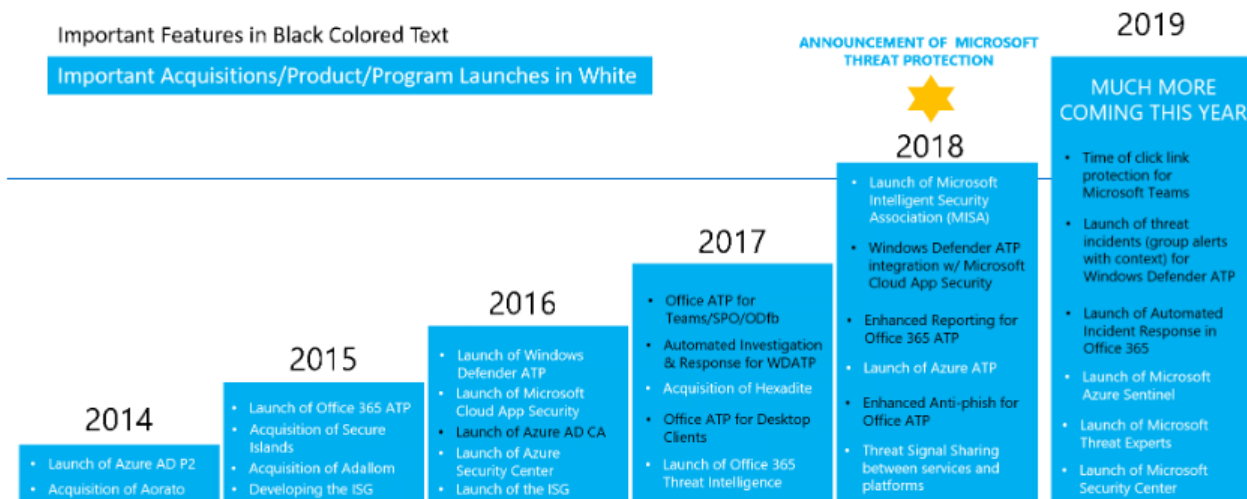 Important Features in Black Colored Text
Important Acquisitions/Product/Program Launches in White
2014
• Launch of Azure AD P2
• Acquisition of Aorato
2015
• Launch of Office 365 ATP
• Acquisition of Secure
Islands
• Acquisition of Adallom
• Developing the ISG
2016
• Launch of Windows
Defender ATP
• Launch of Microsoft
Cloud App Security
• Launch of Azure AD CA
• Launch of Azure
Security Center
• Launch of the ISG
2017
• Office ATP for
Teams/SPO/ODfb
• Automated Investigation
& Response for WDATP
• Acquisition of Hexadite
• Office ATP for Desktop
Clients
• Launch of Office 365
Threat Intelligence
ANNOUNCEMENT OF MICROSOFT
THREAT PROTECTION
2018
• Launch of Microsoft
Intelligent Security
Association (MISA)
• Windows Defender ATP
integration w/ Microsoft
Cloud App Security
• Enhanced Reporting for
Office 365 ATP
• Launch of Azure ATP
• Enhanced Anti-phish for
Office ATP
• Threat Signal Sharing
between services and
platforms
2019
MUCH MORE
COMING THIS YEAR
• Time of click link
protection for
Microsoft Teams
• Launch of threat
incidents (group alerts
with context) for
Windows Defender ATP
• Launch of Automated
Incident Response in
Office 365
• Launch of Microsoft
Azure Sentinel
• Launch of Microsoft
Threat Experts
• Launch of Microsoft
Security Center